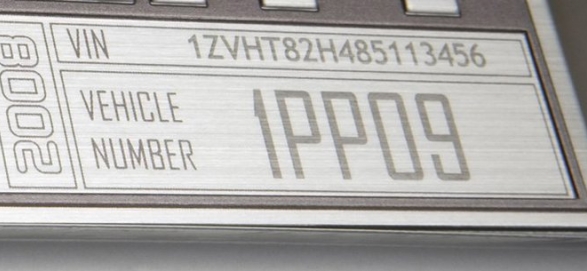 2008
VIN 1ZVHT82H485113456
VEHICLE
NUMBER
1PP09